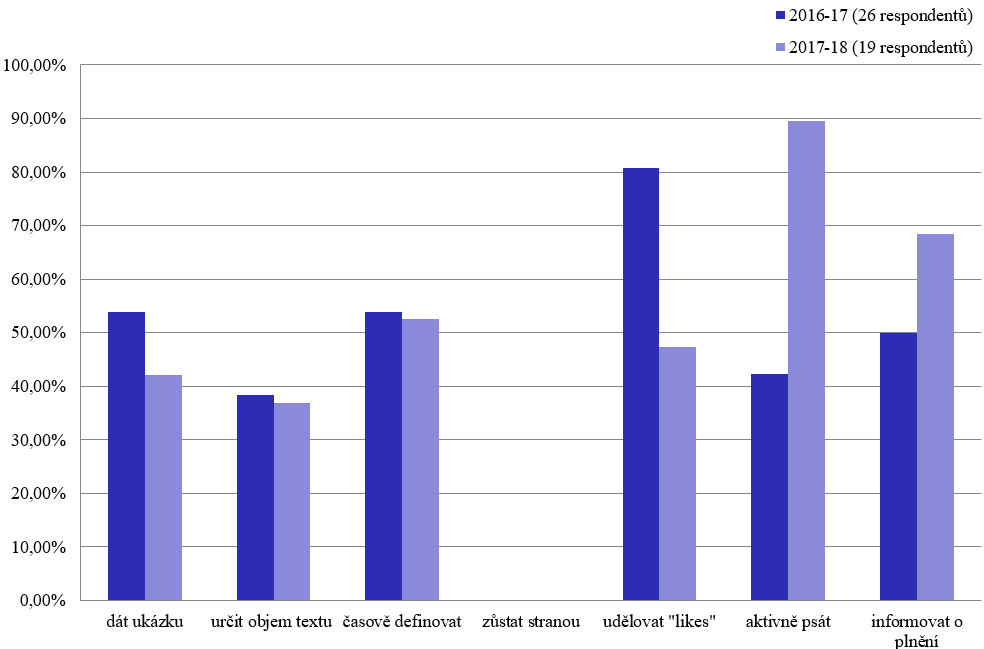 2016-17 (26 respondentů)
2017-18 (19 respondentů)
100,00%
90,00%
80,00%
70,00%
60,00%
50,00%
40,00%
30,00%
20,00%
10,00%
0,00%
dát ukázku
určit objem textu
časově definovat
zůstat stranou
udělovat "likes"
aktivně psát
informovat o
plnění